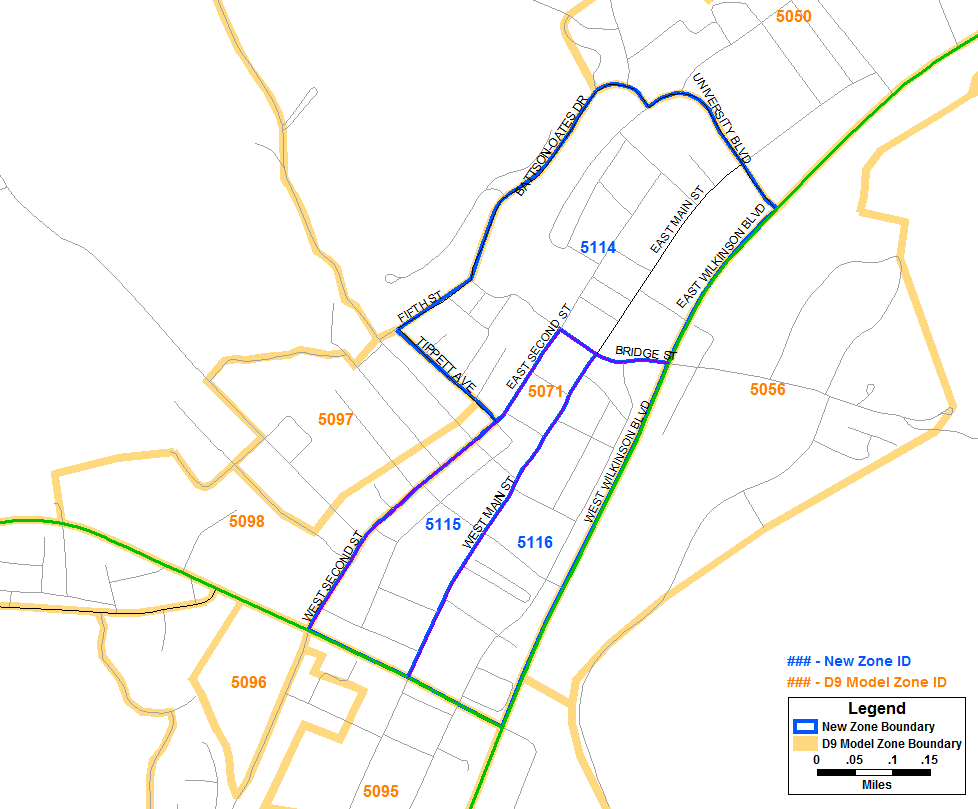 5050
UNIVERSITY BLVD
BATTSON-OATES DR
EAST MAIN ST
5114
EAST WILKINSON BLVD
FIFTH ST
EAST SECOND ST
TIPPETT AVE
BRIDGE ST
5071
5056
5097
WEST WILKINSON BLVD
5098
5115
WEST MAIN ST
5116
WEST SECOND ST
5096
5095
### - New Zone ID
### - D9 Model Zone ID
Legend
New Zone Boundary
D9 Model Zone Boundary
0 .05 .1 .15
Miles